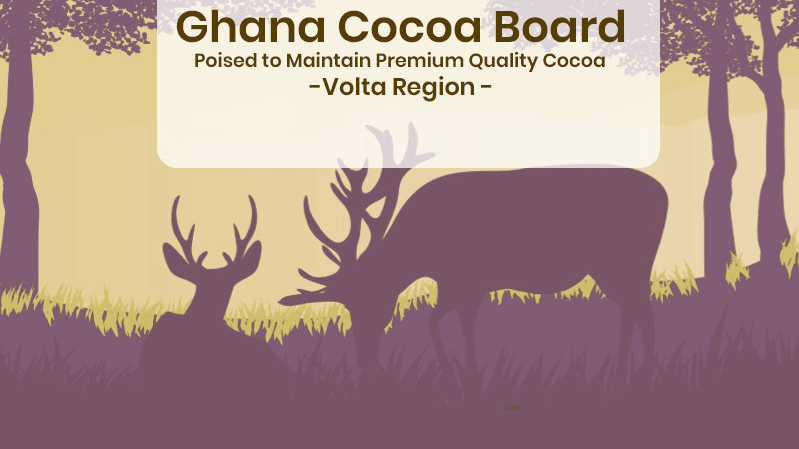 Ghana Cocoa Board
Poised to Maintain Premium Quality Cocoa
-Volta Region -